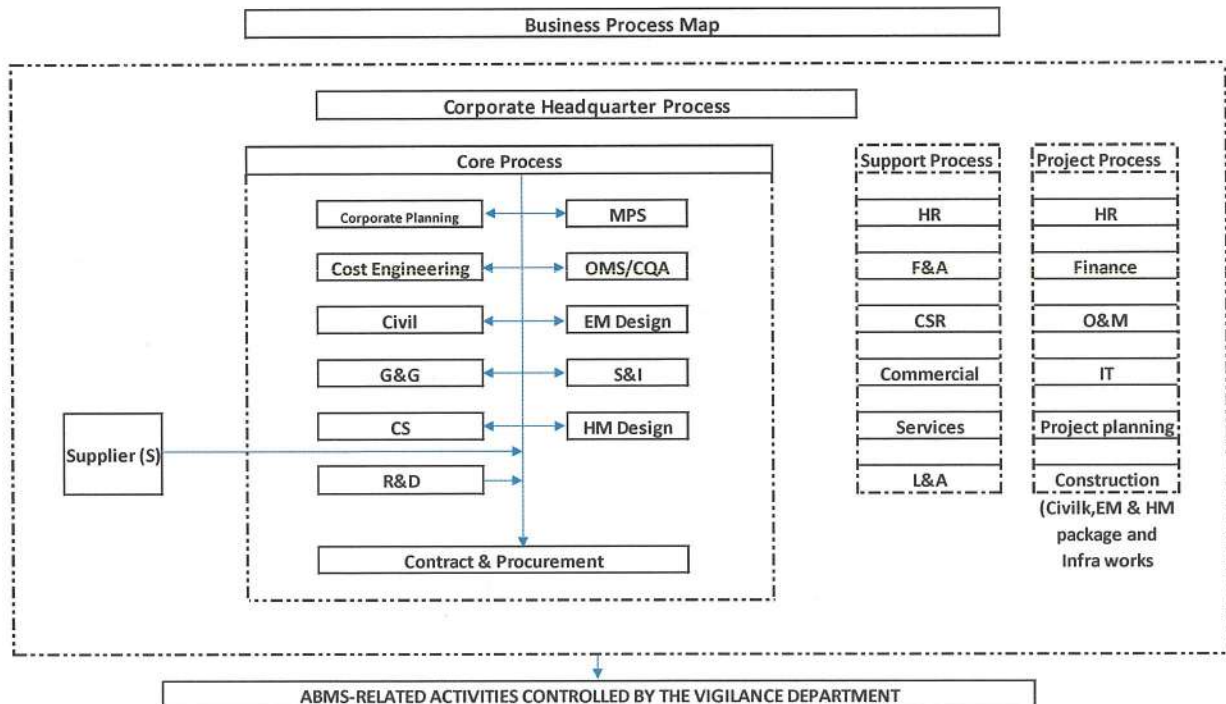 Business Process Map
Corporate Headquarter Process
Core Process
Corporate Planning
MPS
Cost Engineering
OMS/CQA
Civil
EM Design
G&G
S&I
CS
HM Design
R&D
Contract & Procurement
Supplier (S)
Support Process
HR
F&A
CSR
Commercial
Services
L&A
Project Process
HR
Finance
O&M
IT
Project planning
Construction
(Civilk,EM & HM
package and
Infra works
ABMS-RELATED ACTIVITIES CONTROLLED BY THE VIGILANCE DEPARTMENT